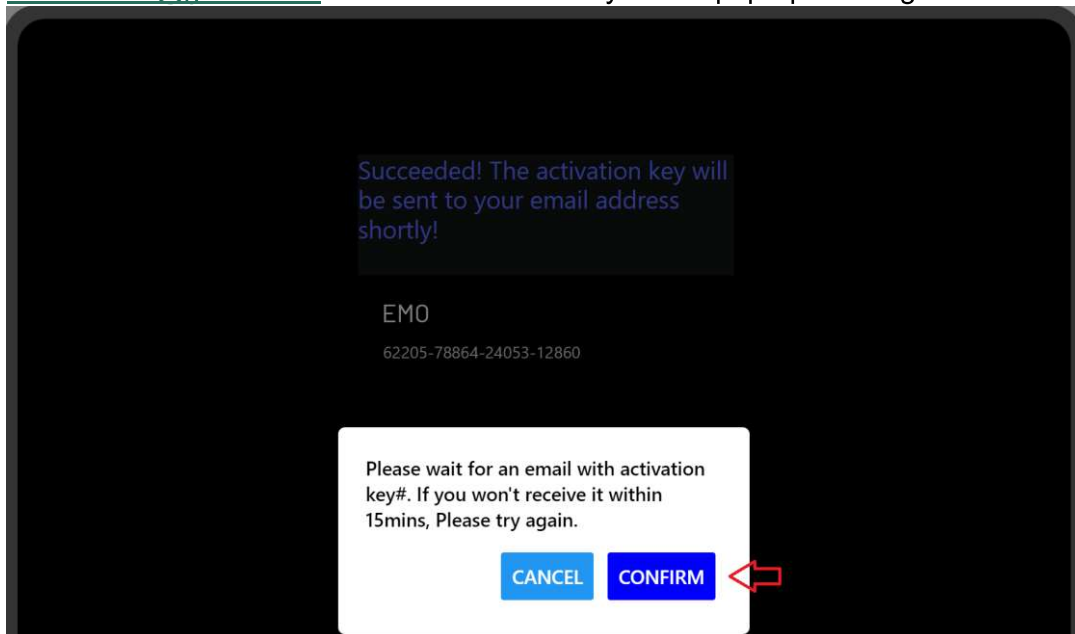 Succeeded! The activation key will
be sent to your email address
shortly!
EMO
62205-78864-24053-12860
Please wait for an email with activation
key#. If you won't receive it within
15mins, Please try again.
CANCEL CONFIRM